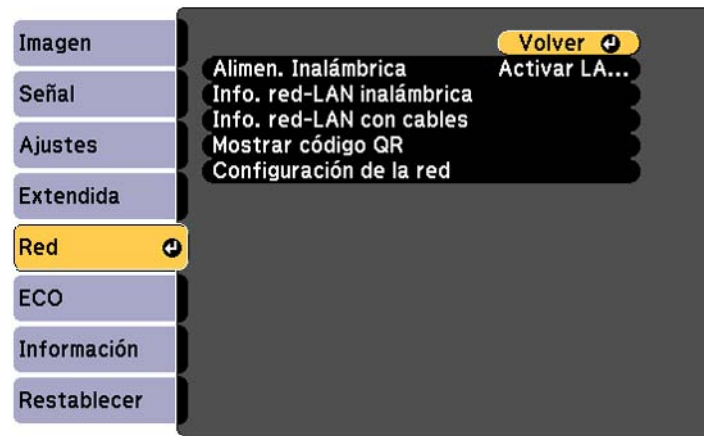 Imagen
Señal
Ajustes
Extendida
Red
ECO
Información
Restablecer
Volver
Alimen. Inalámbrica Activar LA...
Info. red-LAN inalámbrica
Info. red-LAN con cables
Mostrar código QR
Configuración de la red